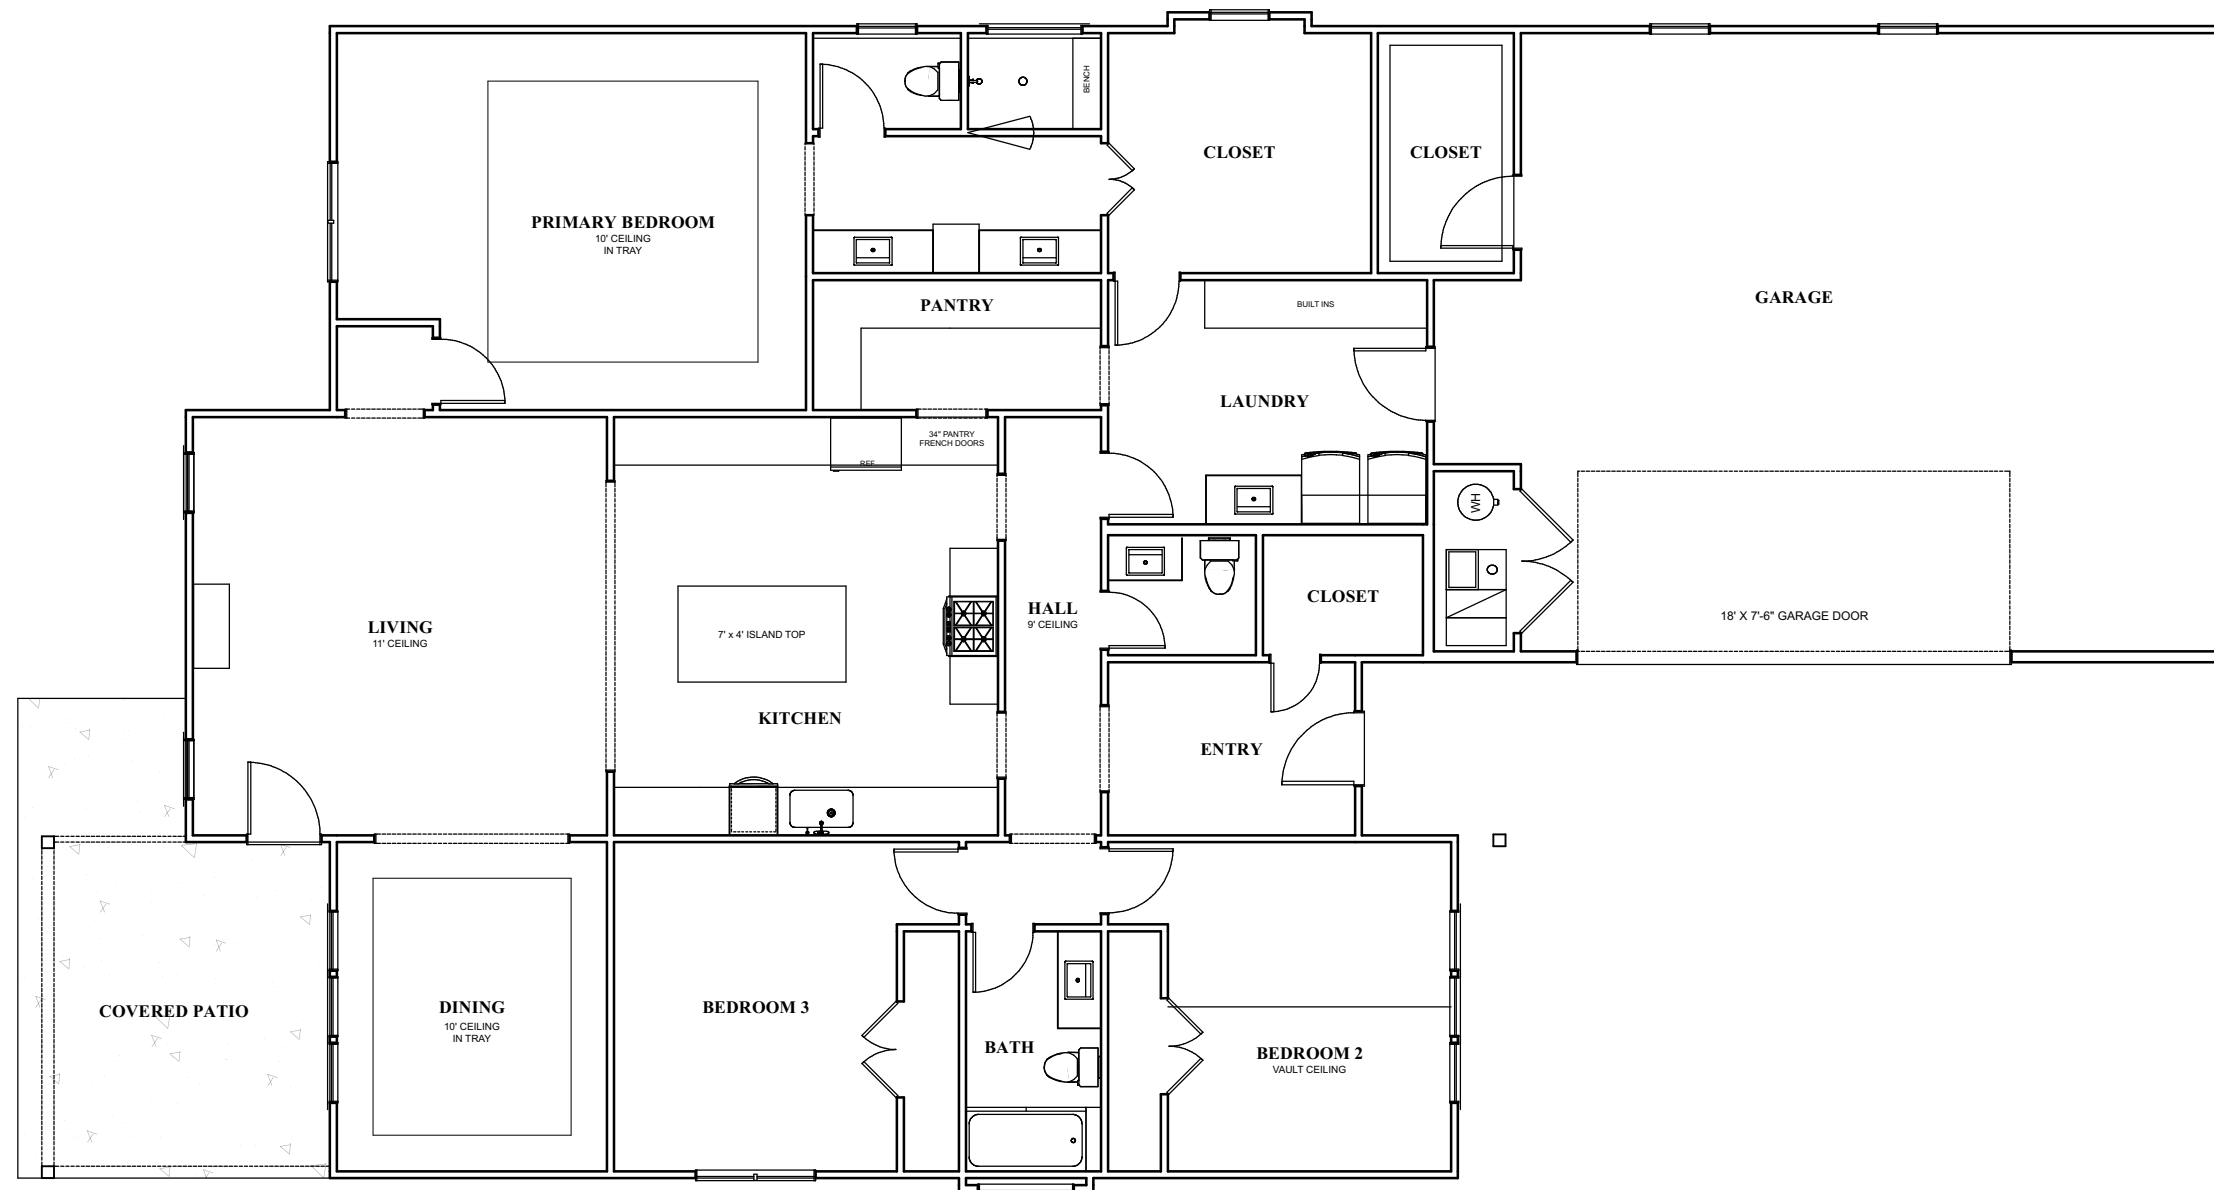 BENCH
CLOSET
CLOSET
PRIMARY BEDROOM
10' CEILING
IN TRAY
PANTRY
BUILT INS
GARAGE
LAUNDRY
34" PANTRY
FRENCH DOORS
REF
WH
HALL
9' CEILING
CLOSET
LIVING
11' CEILING
7' x 4' ISLAND TOP
18' X 7'-6" GARAGE DOOR
KITCHEN
ENTRY
COVERED PATIO
DINING
10' CEILING
IN TRAY
BEDROOM 3
BATH
BEDROOM 2
VAULT CEILING